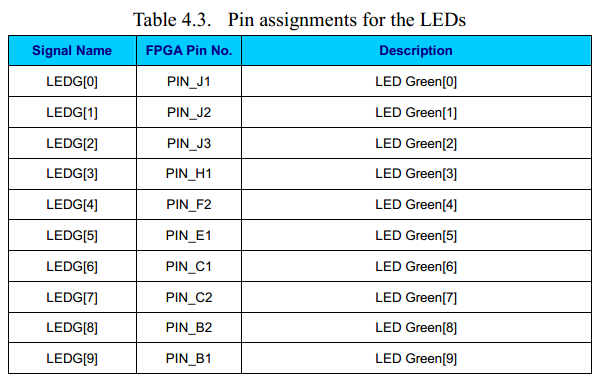 Table 4.3. Pin assignments for the LEDs
Signal Name FPGA Pin No. Description
LEDG[0] PIN_J1 LED Green[0]
LEDG[1] PIN_J2 LED Green[1]
LEDG[2] PIN_J3 LED Green[2]
LEDG[3] PIN_H1 LED Green[3]
LEDG[4] PIN_F2 LED Green[4]
LEDG[5] PIN_E1 LED Green[5]
LEDG[6] PIN_C1 LED Green[6]
LEDG[7] PIN_C2 LED Green[7]
LEDG[8] PIN_B2 LED Green[8]
LEDG[9] PIN_B1 LED Green[9]